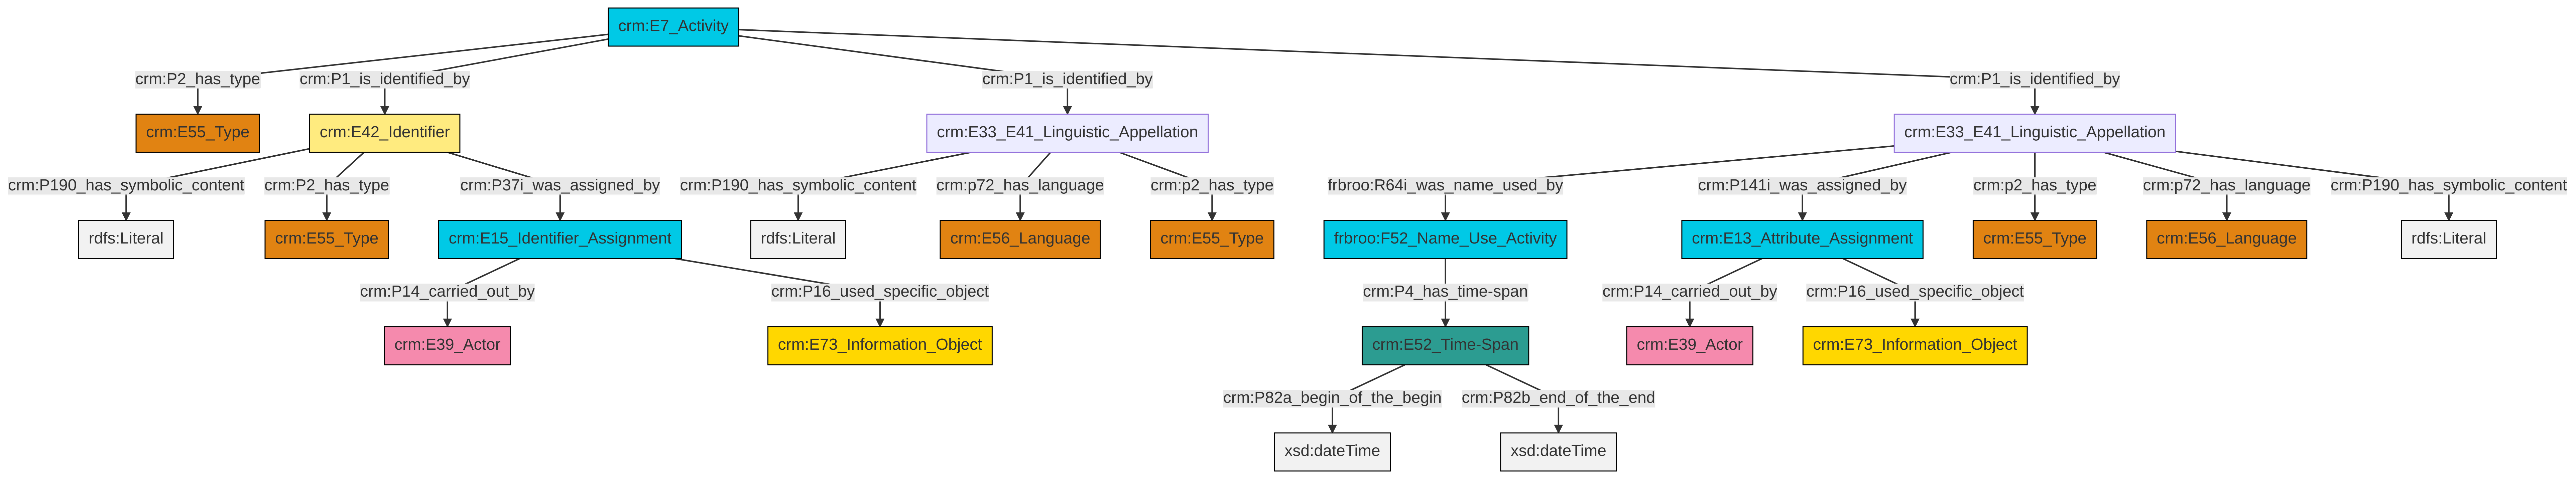 crm:E7_Activity
crm:P2_has_type
crm:P1_is_identified_by
crm:P1_is_identified_by
crm:P1_is_identified_by
crm:E55_Type
crm:E42_Identifier
crm:E33_E41_Linguistic_Appellation
crm:E33_E41_Linguistic_Appellation
crm:P190_has_symbolic_content
crm:P2_has_type
crm:P37i_was_assigned_by
crm:P190_has_symbolic_content
crm:p72_has_language
crm:p2_has_type
frbroo:R64i_was_name_used_by
crm:P141i_was_assigned_by
crm:p2_has_type
crm:p72_has_language
crm:P190_has_symbolic_content
rdfs:Literal
crm:E55_Type
crm:E15_Identifier_Assignment
rdfs:Literal
crm:E56_Language
crm:E55_Type
frbroo:F52_Name_Use_Activity
crm:E13_Attribute_Assignment
crm:E55_Type
crm:E56_Language
rdfs:Literal
crm:P14_carried_out_by
crm:P16_used_specific_object
crm:P4_has_time-span
crm:P14_carried_out_by
crm:P16_used_specific_object
crm:E39_Actor
crm:E73_Information_Object
crm:E52_Time-Span
crm:E39_Actor
crm:E73_Information_Object
crm:P82a_begin_of_the_begin
crm:P82b_end_of_the_end
xsd:dateTime
xsd:dateTime